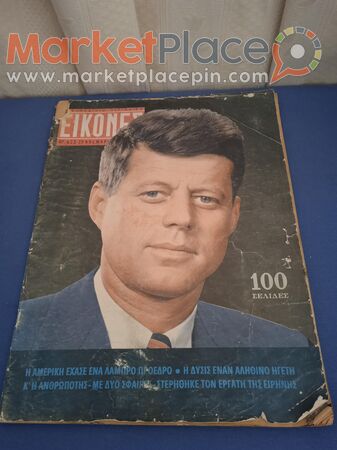 MarketPlace
www.marketplacepin.com
ΕΙΚΟΝΕΣ
100
ΣΕΛΙΔΕΣ
Η ΑΜΕΡΙΚΗ ΕΧΑΣΕ ΕΝΑ ΛΑΜΠΡΟ ΠΡΟΕΔΡΟ • Η ΔΥΣΙΣ ΕΝΑΝ ΑΛΗΘΙΝΟ ΗΓΕΤΗ
Κ' Η ΑΝΘΡΩΠΟΤΗΣ - ΜΕ ΔΥΟ ΣΦΑΙΡΕΣ - ΣΤΕΡΗΘΗΚΕ ΤΟΝ ΕΡΓΑΤΗ ΤΗΣ ΕΙΡΗΝΗΣ